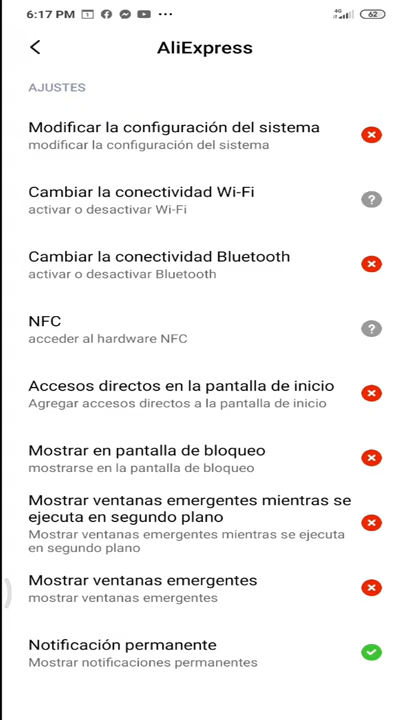 6:17 PM
4G
62
AliExpress
AJUSTES
Modificar la configuración del sistema
modificar la configuración del sistema
Cambiar la conectividad Wi-Fi
activar o desactivar Wi-Fi
Cambiar la conectividad Bluetooth
activar o desactivar Bluetooth
NFC
acceder al hardware NFC
Accesos directos en la pantalla de inicio
Agregar accesos directos a la pantalla de inicio
Mostrar en pantalla de bloqueo
mostrarse en la pantalla de bloqueo
Mostrar ventanas emergentes mientras se
ejecuta en segundo plano
Mostrar ventanas emergentes mientras se ejecuta
en segundo plano
Mostrar ventanas emergentes
mostrar ventanas emergentes
Notificación permanente
Mostrar notificaciones permanentes